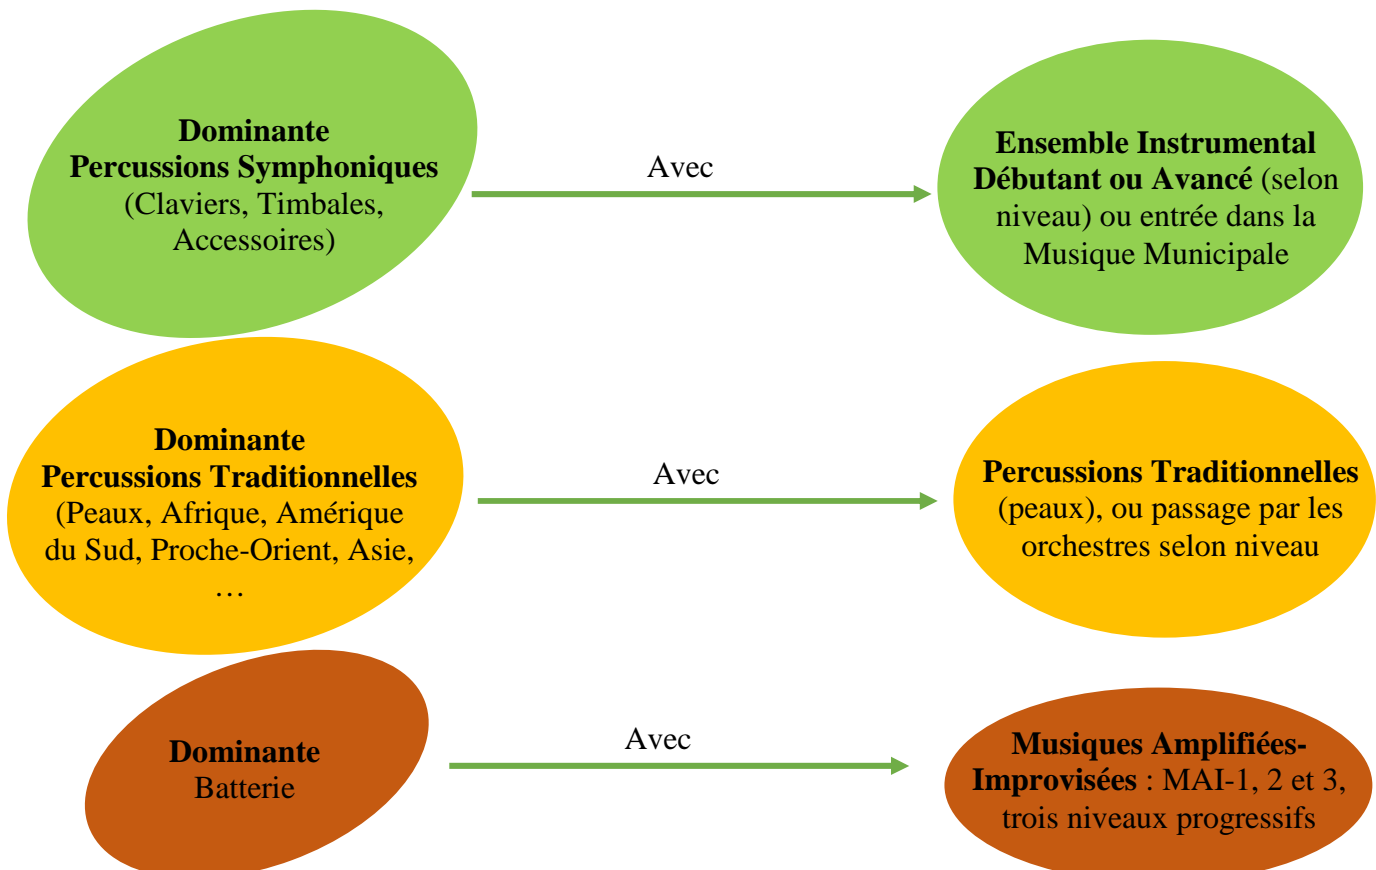 Dominante
Percussions Symphoniques
(Claviers, Timbales,
Accessoires)
Avec
Ensemble Instrumental
Débutant ou Avancé (selon
niveau) ou entrée dans la
Musique Municipale
Dominante
Percussions Traditionnelles
(Peaux, Afrique, Amérique
du Sud, Proche-Orient, Asie,
…
Avec
Percussions Traditionnelles
(peaux), ou passage par les
orchestres selon niveau
Dominante
Batterie
Avec
Musiques Amplifiées-
Improvisées : MAI-1, 2 et 3,
trois niveaux progressifs